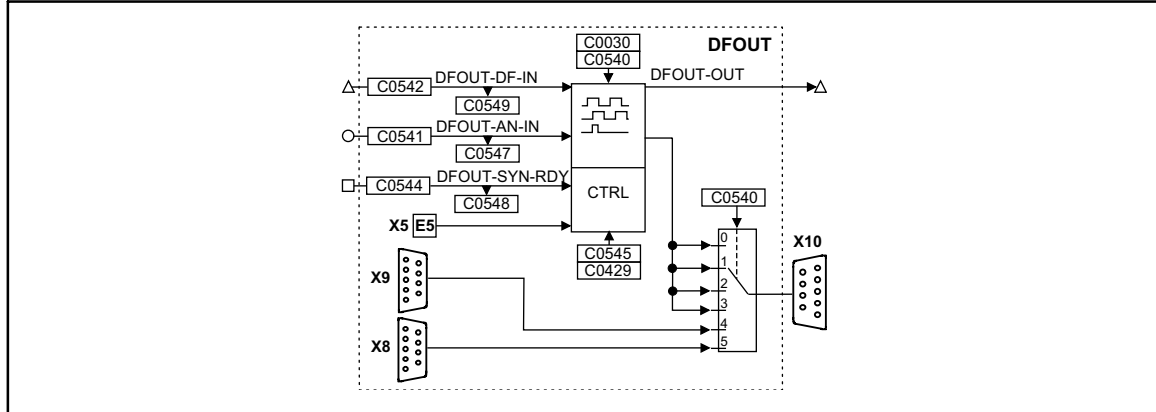 DFOUT
C0030
C0540
DFOUT-OUT
C0542
DFOUT-DF-IN
C0549
C0541
DFOUT-AN-IN
C0547
C0544
DFOUT-SYN-RDY
C0548
CTRL
X5 E5
C0545
C0429
C0540
X9
X8
0
1
2
3
4
5
X10